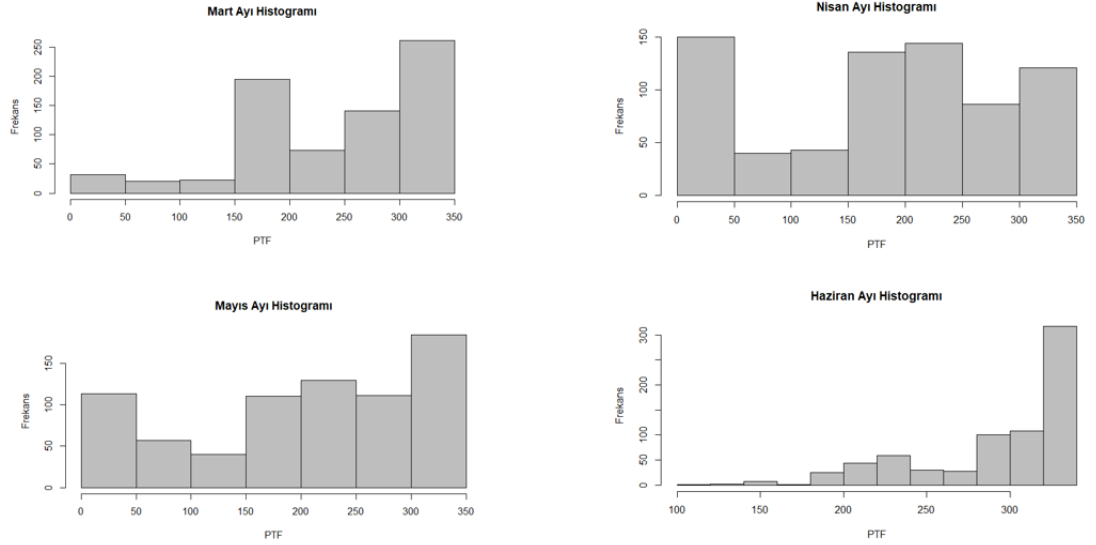 Mart Ayı Histogramı
Frekans
250
200
150
100
50
0
0 50 100 150 200 250 300 350
PTF
Nisan Ayı Histogramı
Frekans
150
100
50
0
0 50 100 150 200 250 300 350
PTF
Mayıs Ayı Histogramı
Frekans
150
100
50
0
0 50 100 150 200 250 300 350
PTF
Haziran Ayı Histogramı
Frekans
300
200
100
50
0
100 150 200 250 300
PTF